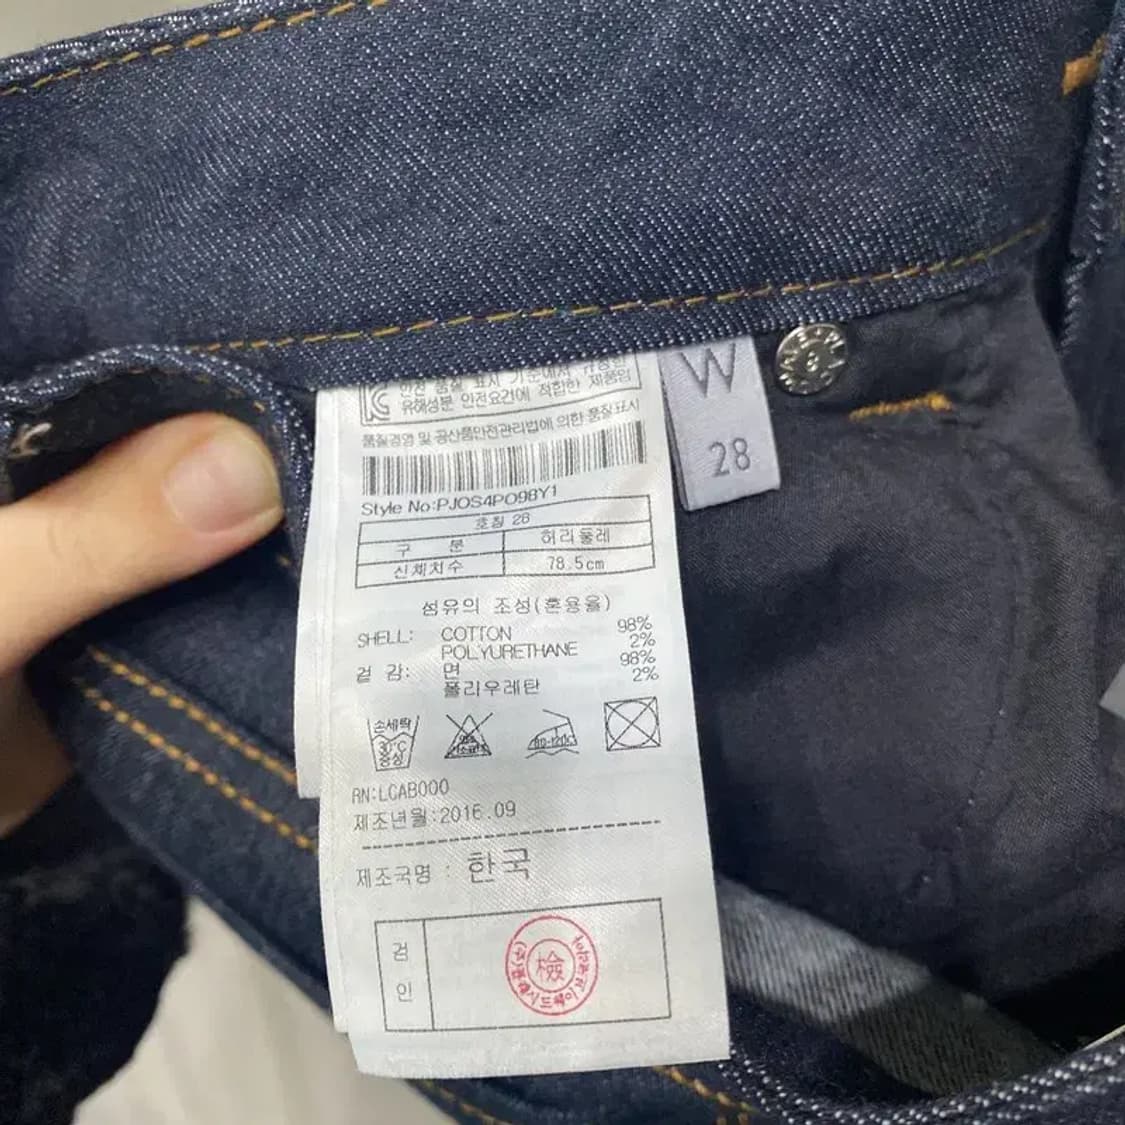 안전 품질 표시 기준에서 규정한
유해성분 안전요건에 적합한 제품임
품질경영 및 공산품안전관리법에 의한 품질표시
Style No:PJOS4PO98Y1
호칭 28
구 분 허리둘레
신체치수 78.5cm
섬유의 조성(혼용율)
SHELL: COTTON 98%
POLYURETHANE 2%
겉 감: 면 98%
폴리우레탄 2%
손세탁
30℃
중성
80-120℃
RN:LCAB000
제조년월:2016.09
제조국명 : 한국
검
인
檢
W
28